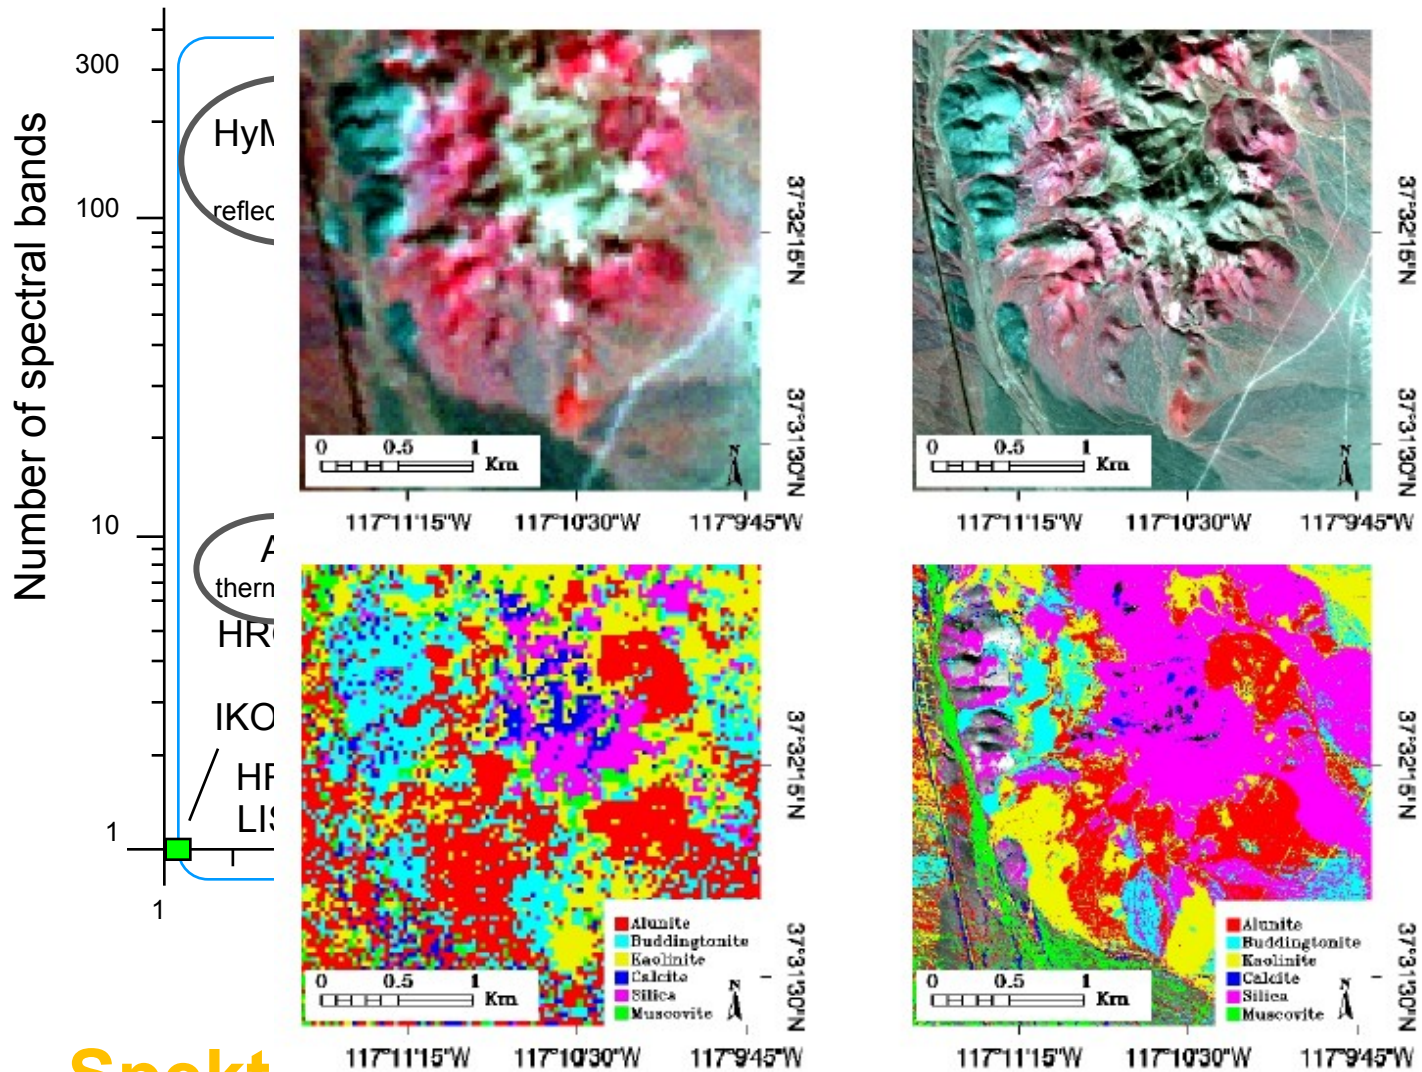 Number of spectral bands
300
100
10
1
1
HyM
reflec
A
therm
HR
IKO
HR
LIS
Spekt
0 0.5 1
Km
N
37°32'15"N
37°31'30"N
117°11'15"W 117°10'30"W 117°9'45"W
0 0.5 1
Km
N
37°32'15"N
37°31'30"N
117°11'15"W 117°10'30"W 117°9'45"W
Alunite
Buddingtonite
Kaolinite
Calcite
Silica
Muscovite
0 0.5 1
Km
N
37°32'15"N
37°31'30"N
117°11'15"W 117°10'30"W 117°9'45"W
Alunite
Buddingtonite
Kaolinite
Calcite
Silica
Muscovite
0 0.5 1
Km
N
37°32'15"N
37°31'30"N
117°11'15"W 117°10'30"W 117°9'45"W